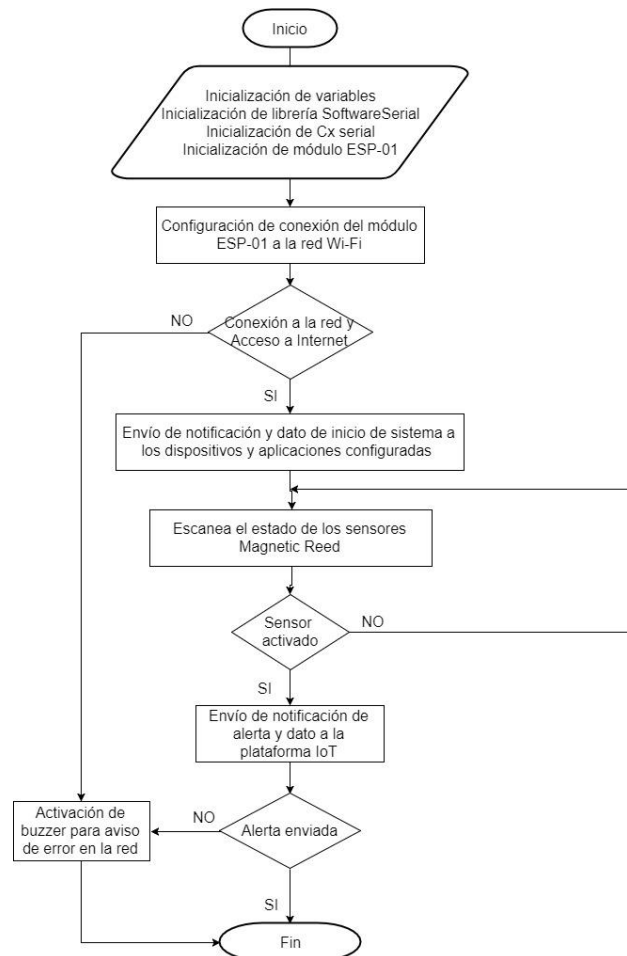 Inicio
Inicialización de variables
Inicialización de librería SoftwareSerial
Inicialización de Cx serial
Inicialización de módulo ESP-01
Configuración de conexión del módulo
ESP-01 a la red Wi-Fi
NO
Conexión a la red y
Acceso a Internet
SI
Envío de notificación y dato de inicio de sistema a
los dispositivos y aplicaciones configuradas
Escanea el estado de los sensores
Magnetic Reed
Sensor
activado
NO
SI
Envío de notificación de
alerta y dato a la
plataforma IoT
Activación de
buzzer para aviso
de error en la red
NO
Alerta enviada
SI
Fin